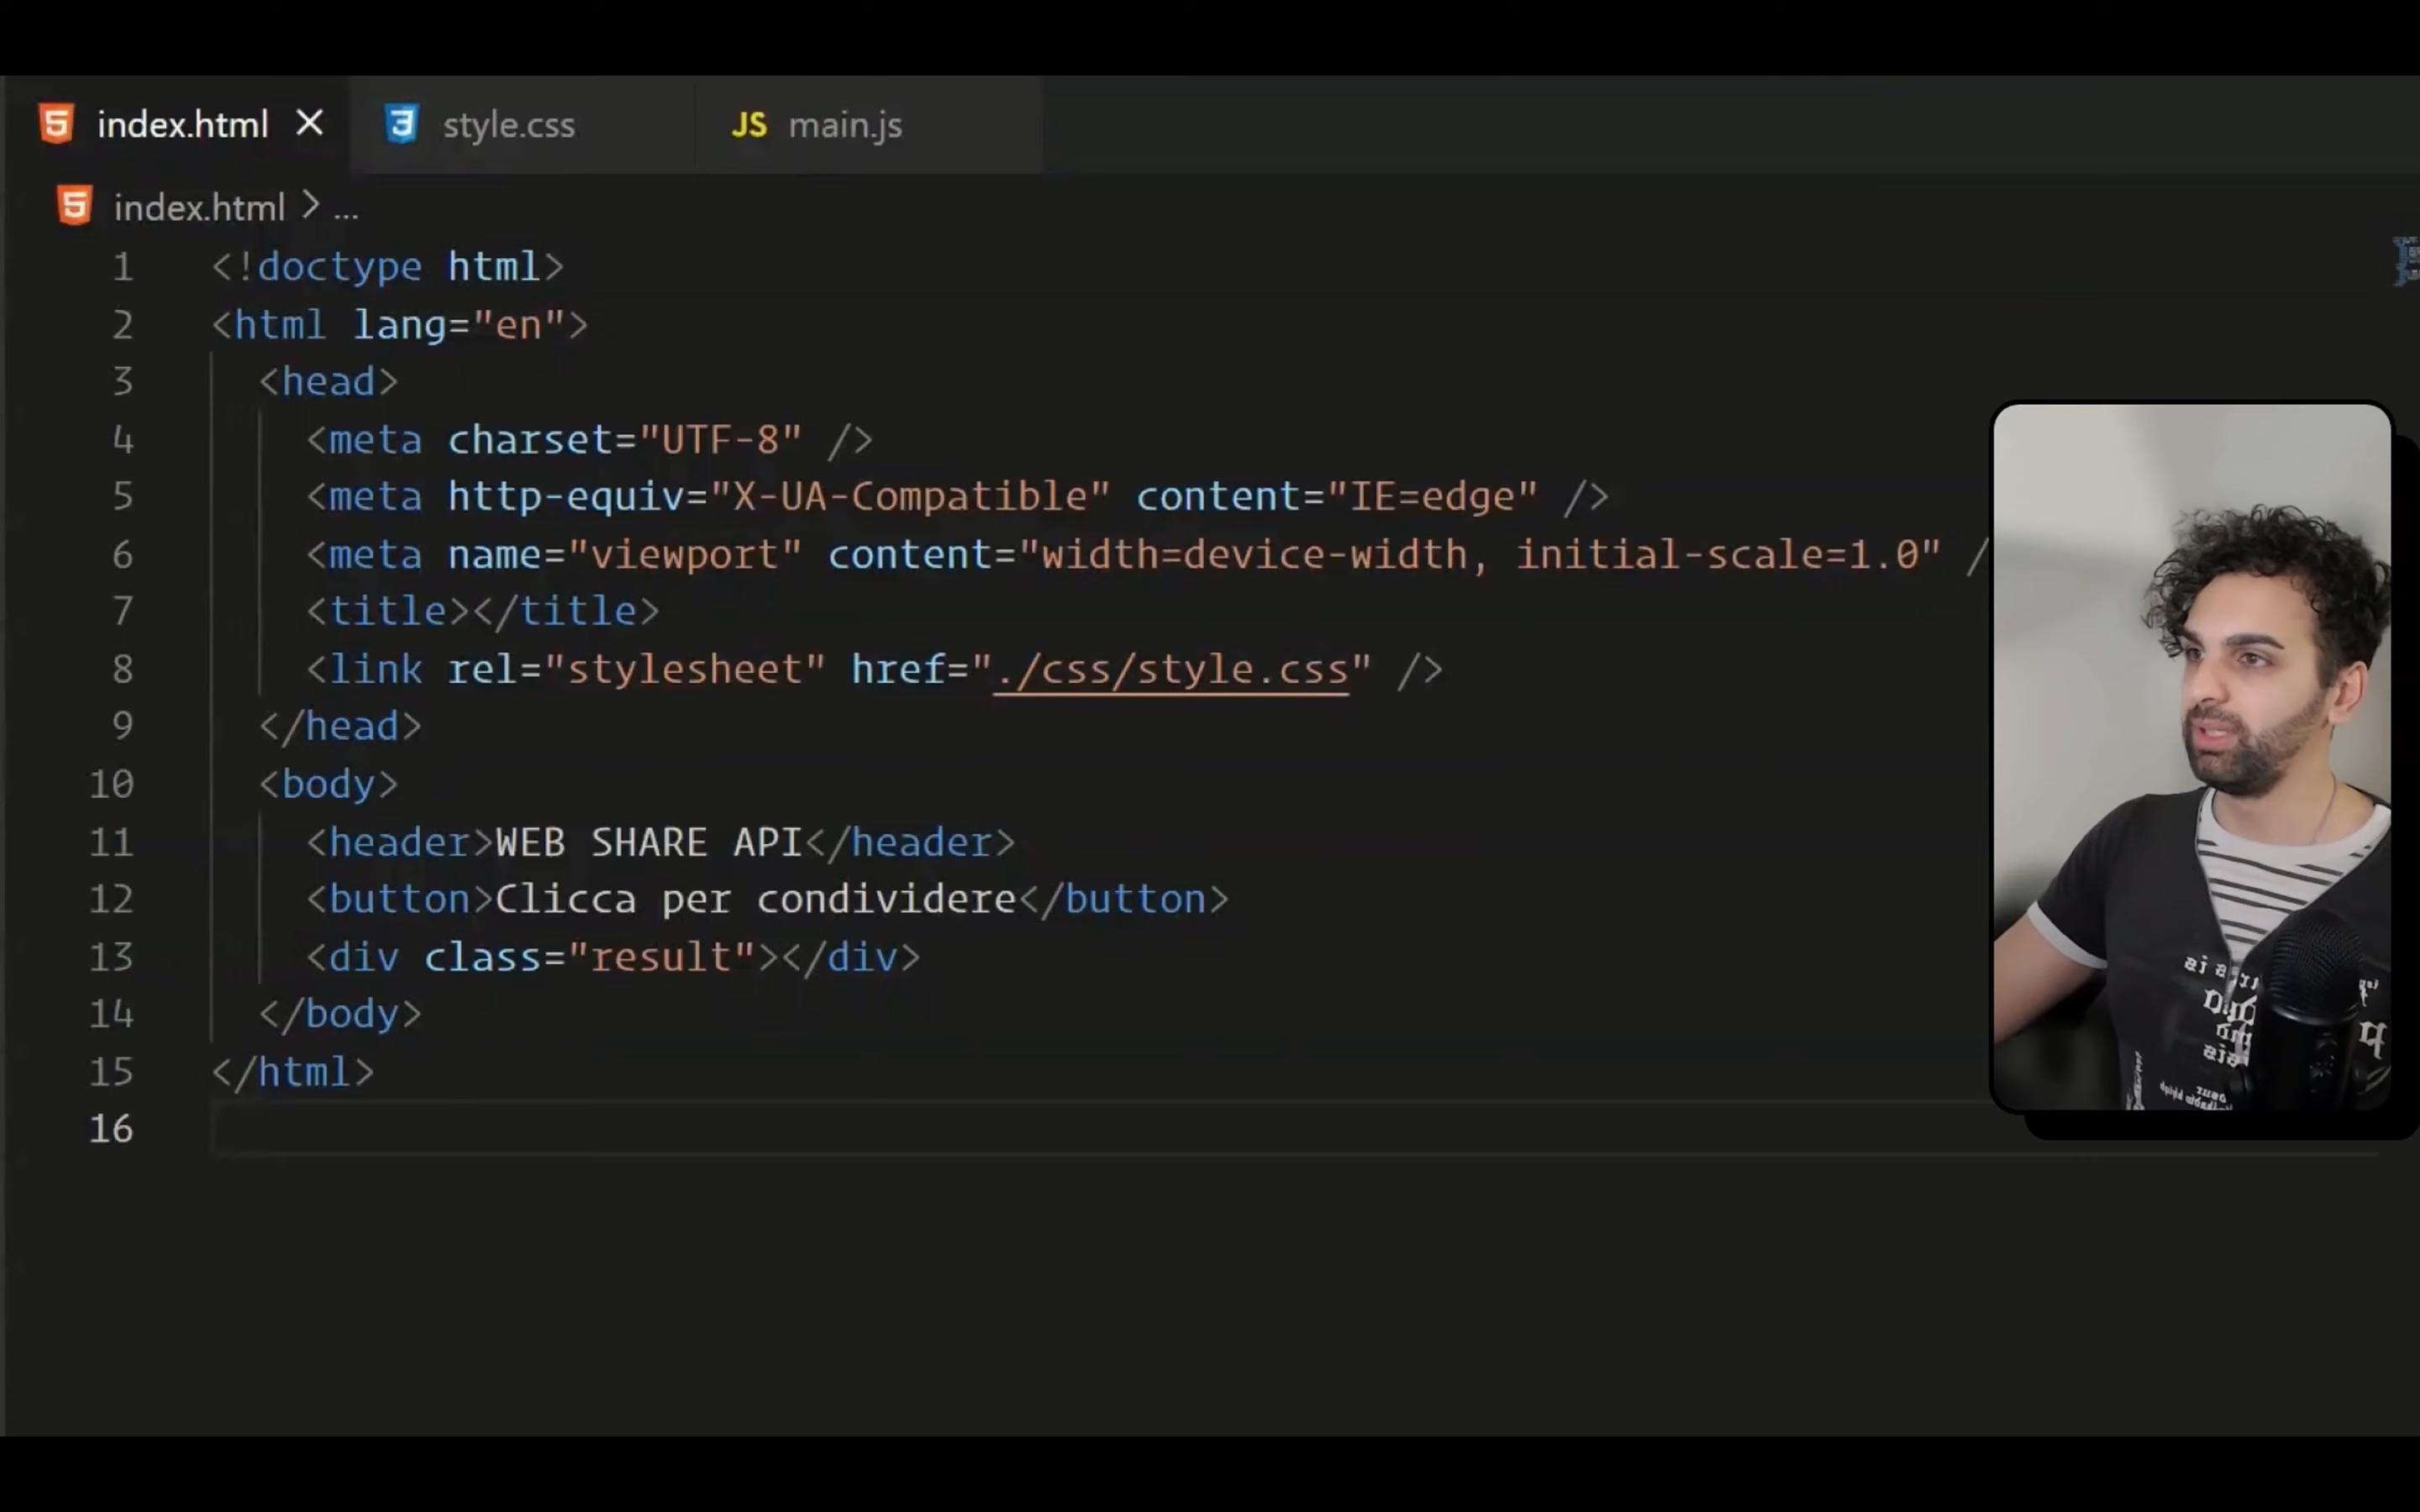 index.html
style.css
JS main.js
index.html > ...
1 <!doctype html>
2 <html lang="en">
3 <head>
4 <meta charset="UTF-8" />
5 <meta http-equiv="X-UA-Compatible" content="IE=edge" />
6 <meta name="viewport" content="width=device-width, initial-scale=1.0" /
7 <title></title>
8 <link rel="stylesheet" href="./css/style.css" />
9 </head>
10 <body>
11 <header>WEB SHARE API</header>
12 <button>Clicca per condividere</button>
13 <div class="result"></div>
14 </body>
15 </html>
16